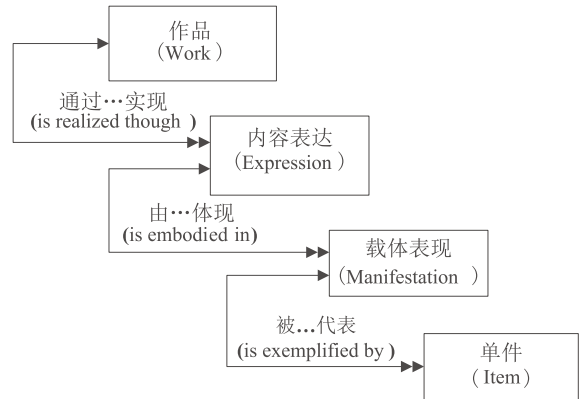 作品
（Work）
通过…实现
(is realized though )
内容表达
（Expression）
由…体现
(is embodied in)
载体表现
（Manifestation ）
被…代表
(is exemplified by )
单件
（Item）